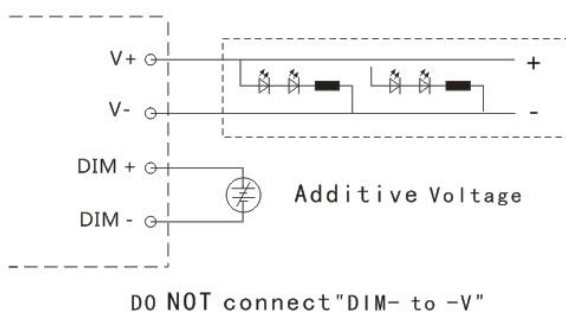 V+
+
V-
-
DIM +
Additive Voltage
DIM -
DO NOT connect"DIM- to -V"